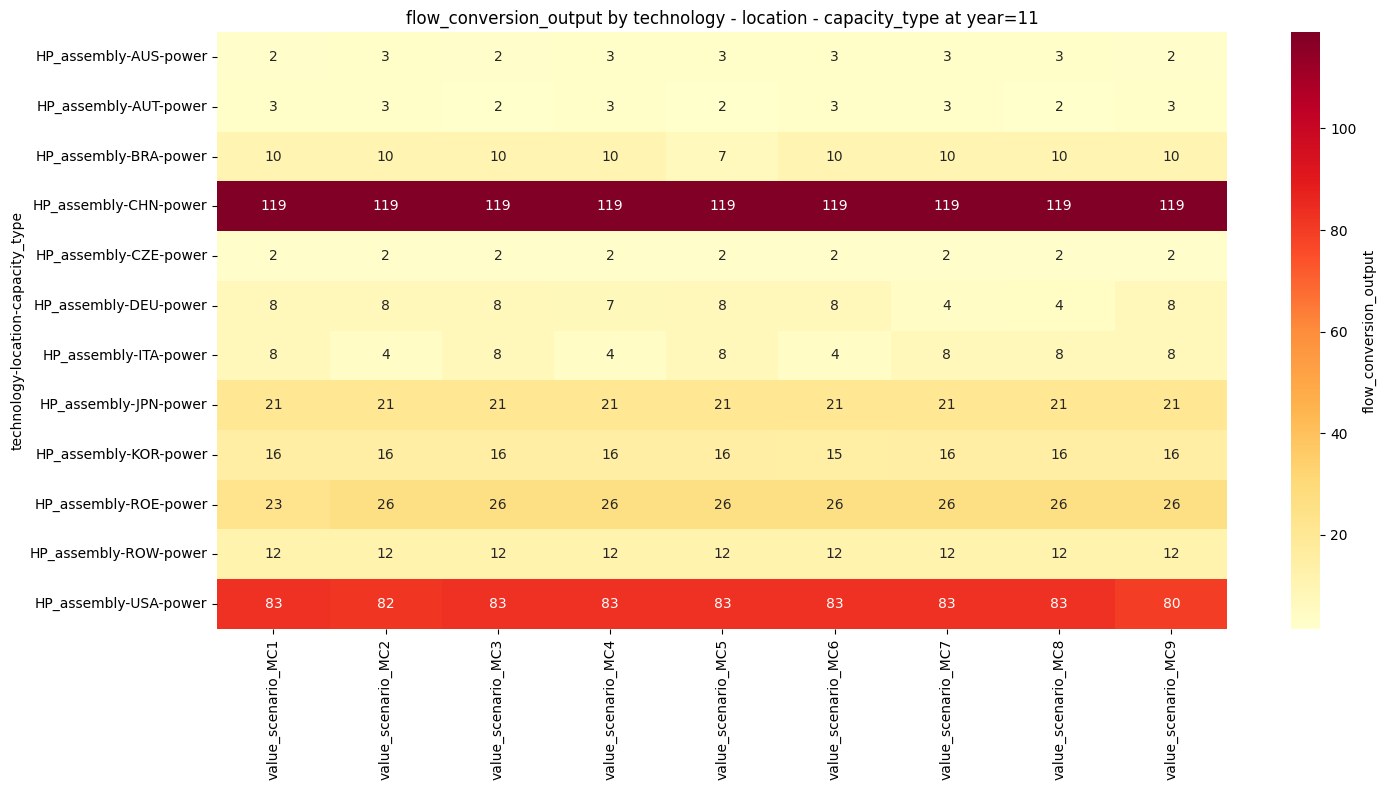 flow_conversion_output by technology - location - capacity_type at year=11
technology-location-capacity_type
HP_assembly-AUS-power 2 3 2 3 3 3 3 3 2
HP_assembly-AUT-power 3 3 2 3 2 3 3 2 3
HP_assembly-BRA-power 10 10 10 10 7 10 10 10 10
HP_assembly-CHN-power 119 119 119 119 119 119 119 119 119
HP_assembly-CZE-power 2 2 2 2 2 2 2 2 2
HP_assembly-DEU-power 8 8 8 7 8 8 4 4 8
HP_assembly-ITA-power 8 4 8 4 8 4 8 8 8
HP_assembly-JPN-power 21 21 21 21 21 21 21 21 21
HP_assembly-KOR-power 16 16 16 16 16 15 16 16 16
HP_assembly-ROE-power 23 26 26 26 26 26 26 26 26
HP_assembly-ROW-power 12 12 12 12 12 12 12 12 12
HP_assembly-USA-power 83 82 83 83 83 83 83 83 80
value_scenario_MC1
value_scenario_MC2
value_scenario_MC3
value_scenario_MC4
value_scenario_MC5
value_scenario_MC6
value_scenario_MC7
value_scenario_MC8
value_scenario_MC9
100
80
60
40
20
flow_conversion_output